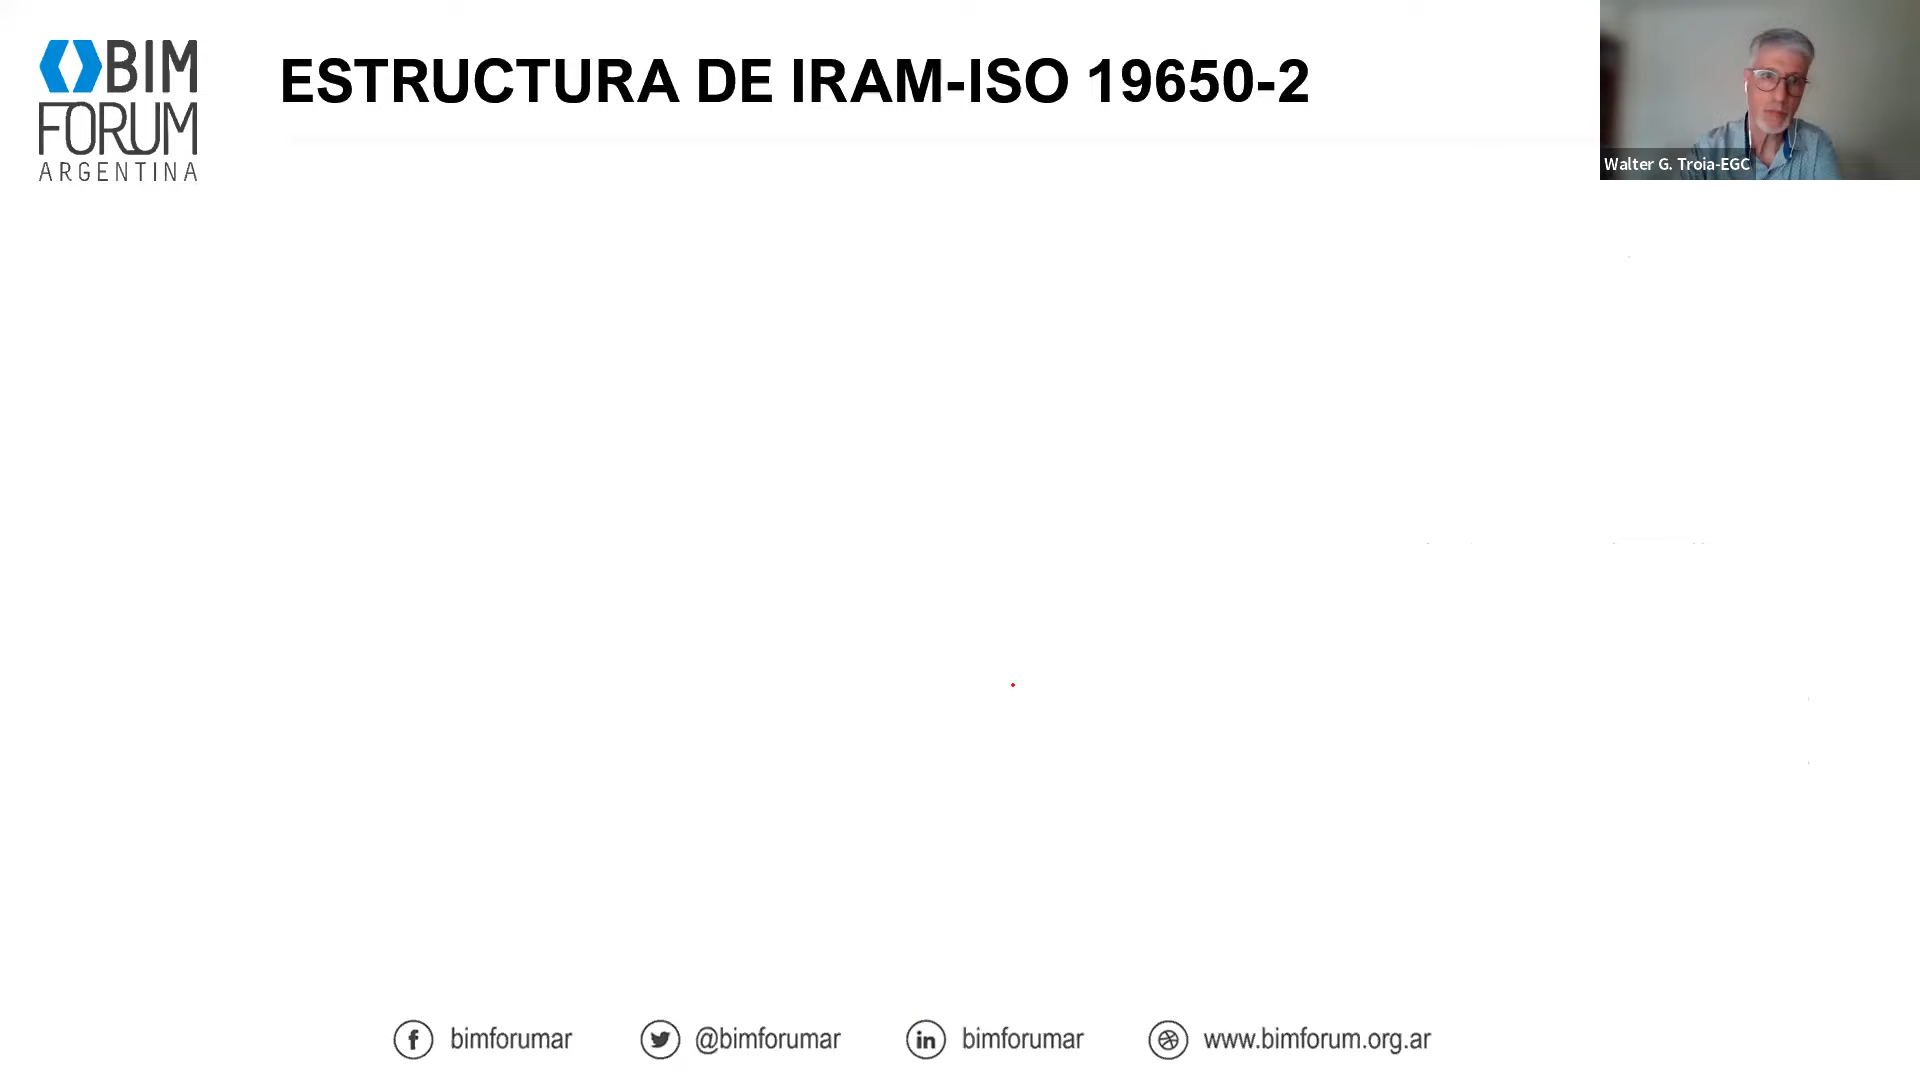 BIM
FORUM
ARGENTINA
ESTRUCTURA DE IRAM-ISO 19650-2
Walter G. Troia-EGC
bimforumar
@bimforumar
in bimforumar
www.bimforum.org.ar